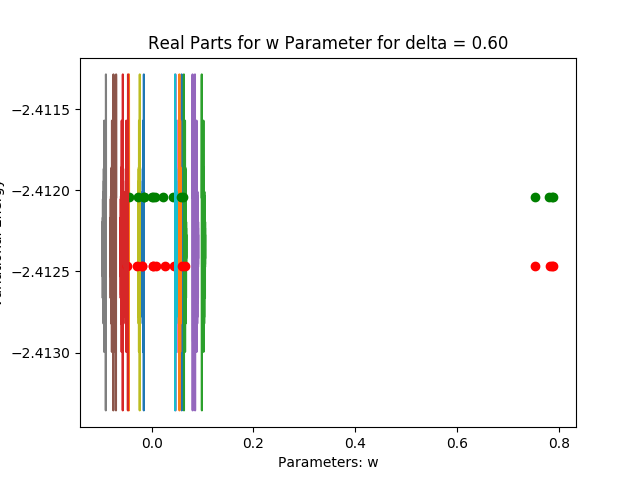 Real Parts for w Parameter for delta = 0.60
−2.4115
−2.4120
−2.4125
−2.4130
0.0 0.2 0.4 0.6 0.8
Parameters: w